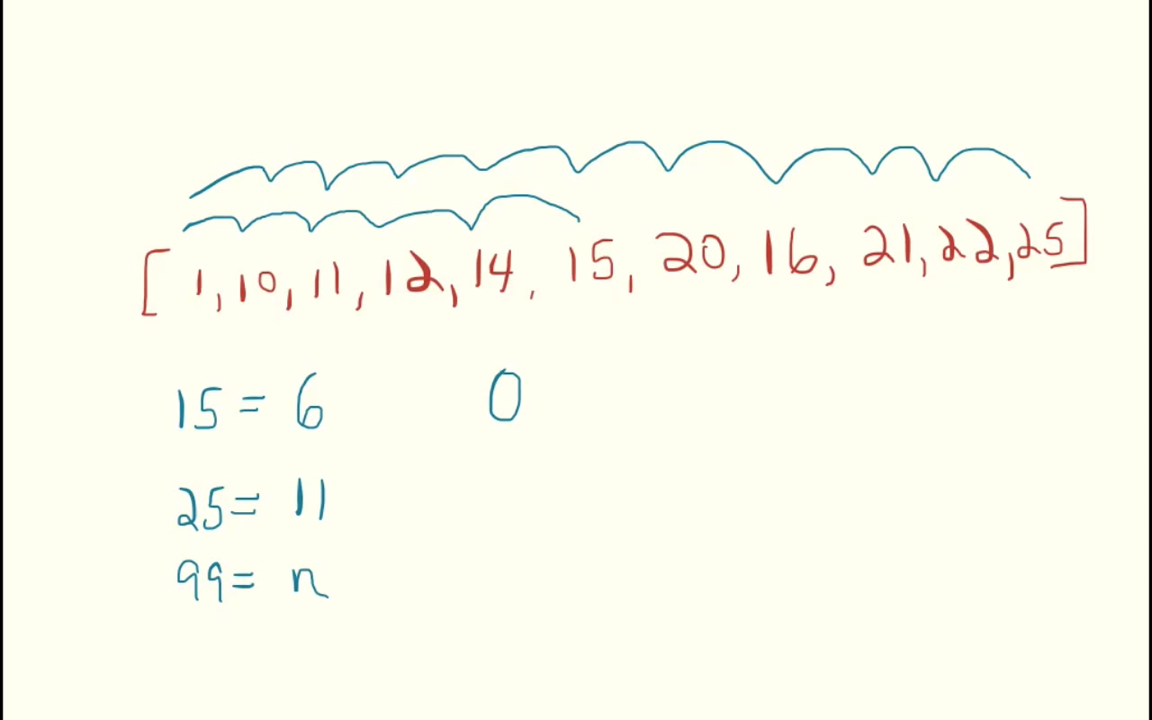 [1, 10, 11, 12, 14, 15, 20, 16, 21, 22, 25]
15 = 6 0
25 = 11
99 = n